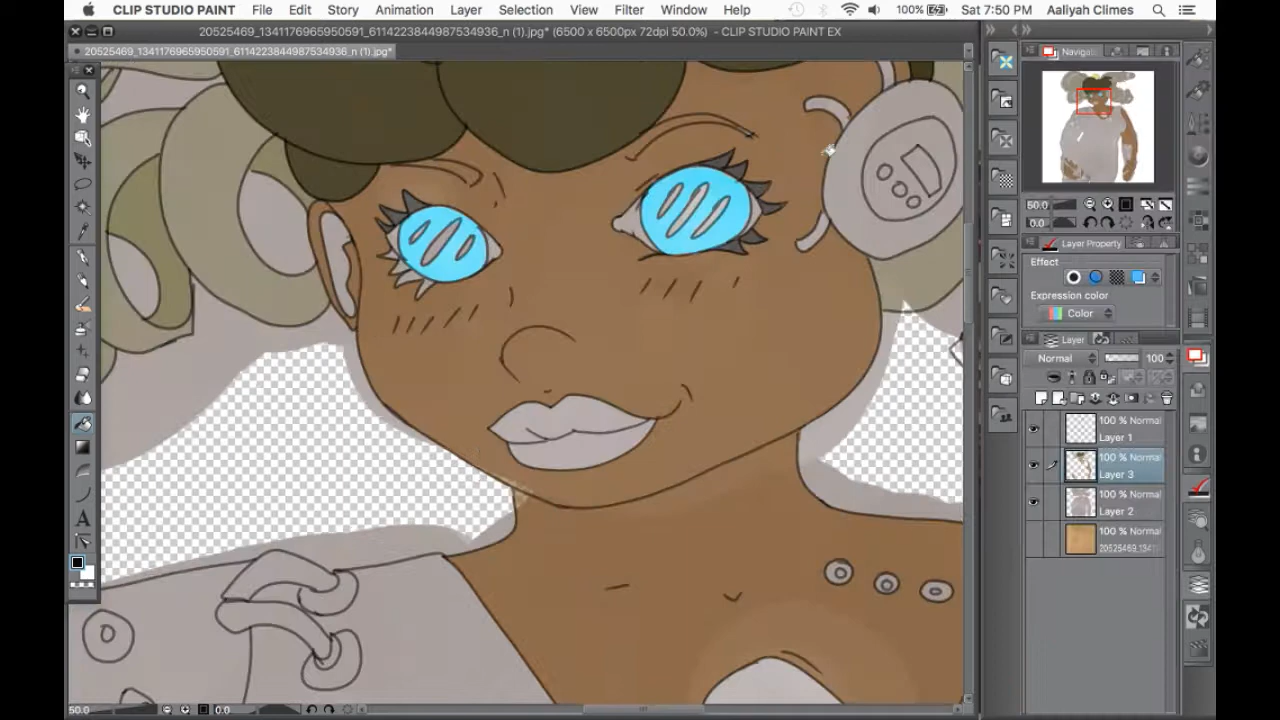 CLIP STUDIO PAINT File Edit Story Animation Layer Selection View Filter Window Help 100% Sat 7:50 PM Aaliyah Climes
20525469_1341176965950591_6114223844987534936_n (1).jpg* (6500 x 6500px 72dpi 50.0%) - CLIP STUDIO PAINT EX
20525469_1341176965950591_6114223844987534936_n (1).jpg*
Navigat
50.0
0.0
Layer Property
Effect
Expression color
Color
Layer
Normal 100
100 % Normal
Layer 1
100 % Normal
Layer 3
100 % Normal
Layer 2
100 % Normal
20525469_1341
A
50.0 0.0